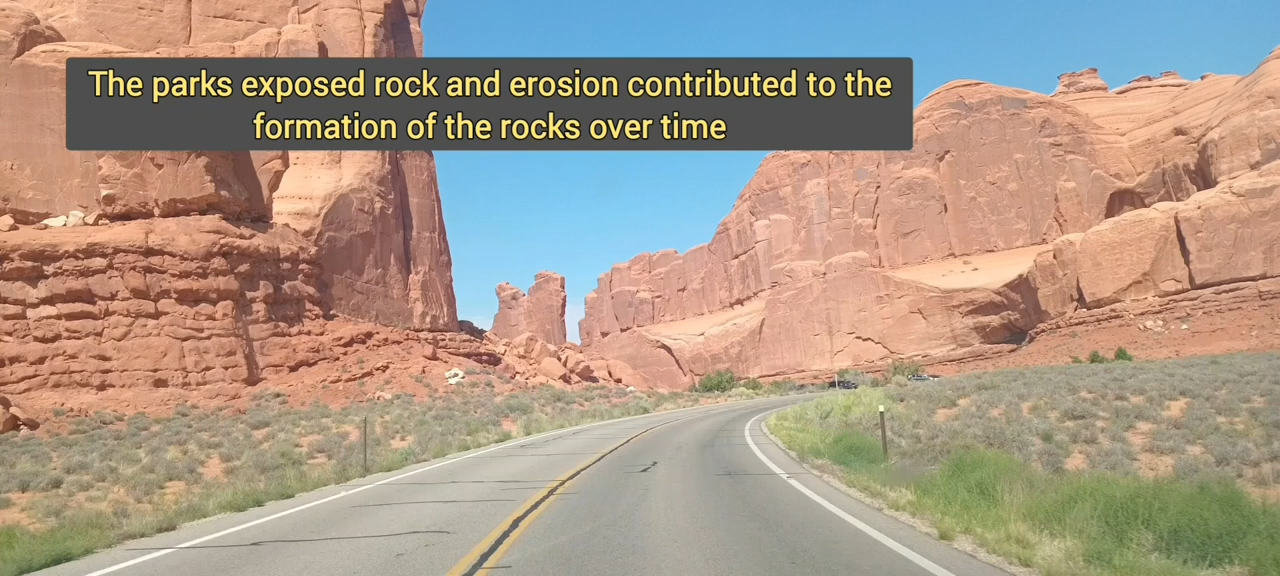 The parks exposed rock and erosion contributed to the
formation of the rocks over time